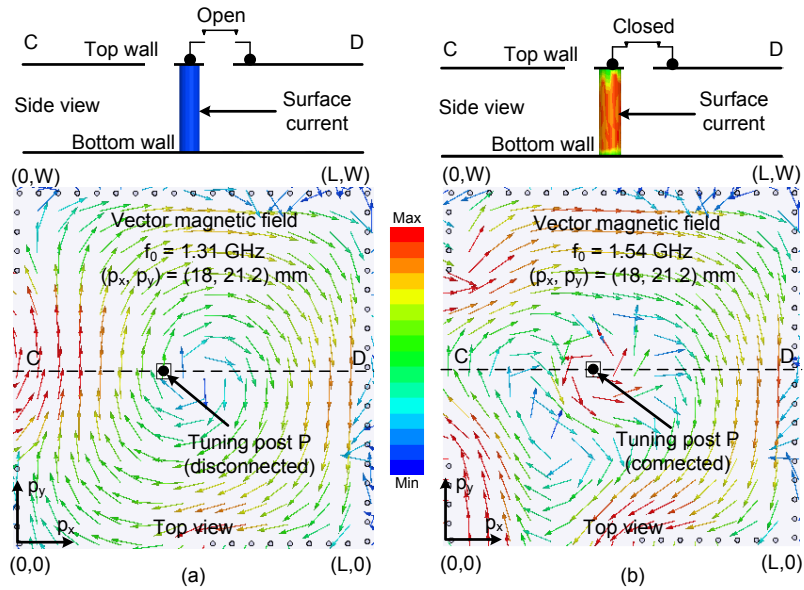 Open
C
Top wall
D
Side view
Surface
current
Bottom wall
(0,W)
(L,W)
Vector magnetic field
f0 = 1.31 GHz
(px, py) = (18, 21.2) mm
C
D
Tuning post P
(disconnected)
py
px
Top view
(0,0)
(a)
(L,0)
Max
Min
Closed
C
Top wall
D
Side view
Surface
current
Bottom wall
(0,W)
(L,W)
Vector magnetic field
f0 = 1.54 GHz
(px, py) = (18, 21.2) mm
C
D
Tuning post P
(connected)
py
px
Top view
(0,0)
(b)
(L,0)